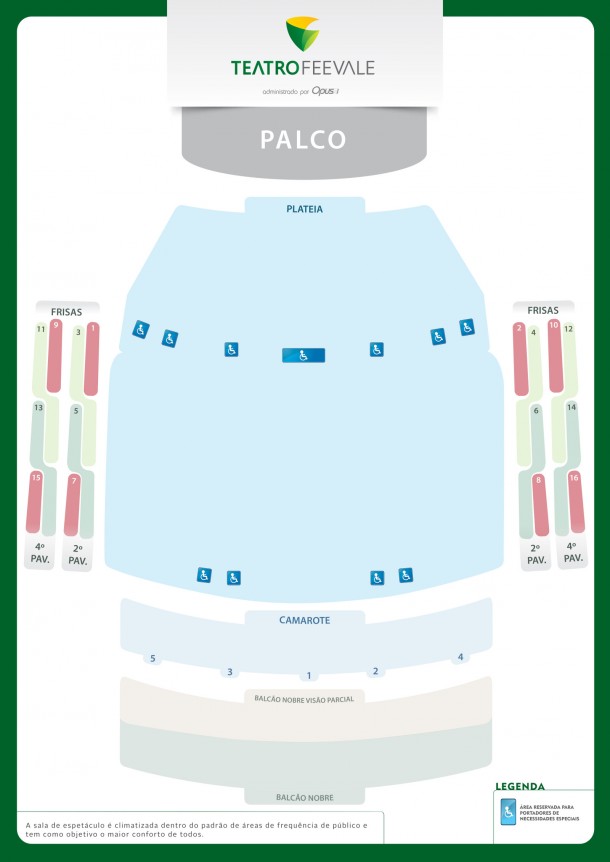 TEATROFEEVALE
administrado por Opus
PALCO
PLATEIA
FRISAS
11 9 3 1
13 5
15 7
4º PAV.
2º PAV.
FRISAS
2 4 10 12
6 14
8 16
2º PAV.
4º PAV.
CAMAROTE
5 3 1 2 4
BALCÃO NOBRE VISÃO PARCIAL
BALCÃO NOBRE
LEGENDA
ÁREA RESERVADA PARA
PORTADORES DE
NECESSIDADES ESPECIAIS
A sala de espetáculo é climatizada dentro do padrão de áreas de frequência de público e
tem como objetivo o maior conforto de todos.